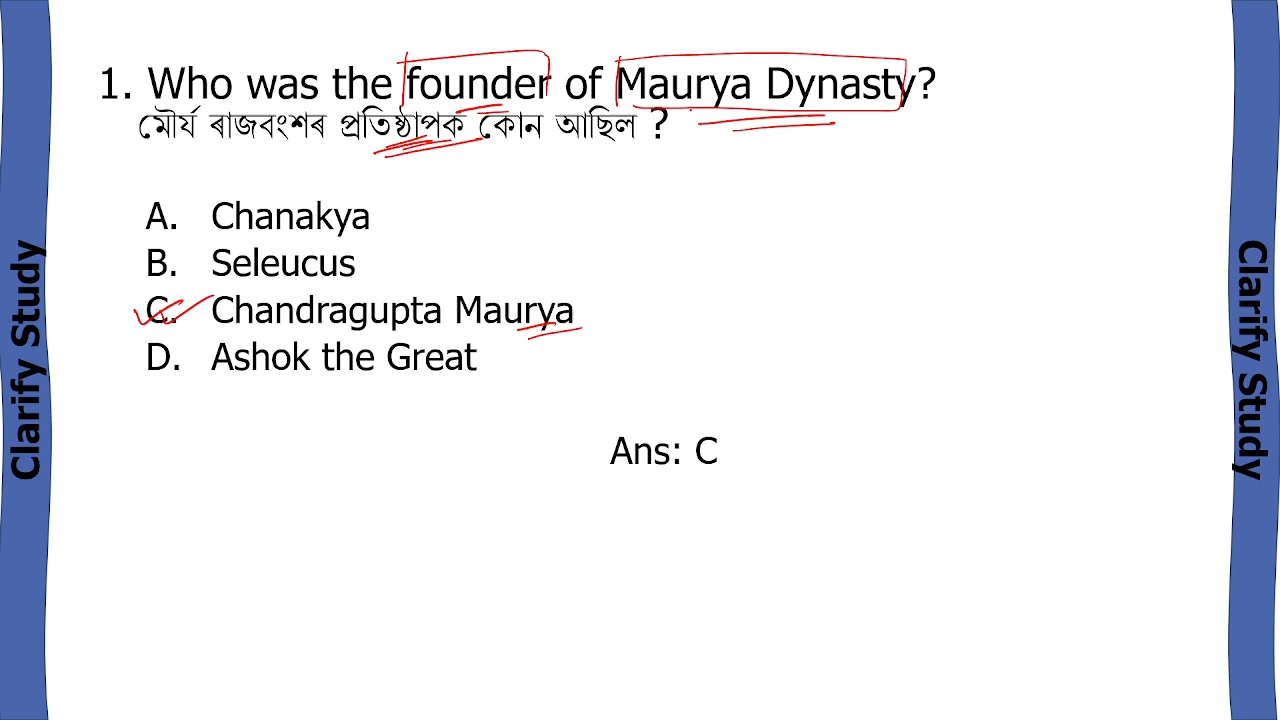 1. Who was the founder of Maurya Dynasty?
মৌৰ্য ৰাজবংশৰ প্ৰতিষ্ঠাপক কোন আছিল ?
A. Chanakya
B. Seleucus
C. Chandragupta Maurya
D. Ashok the Great
Ans: C
Clarify Study
Clarify Study